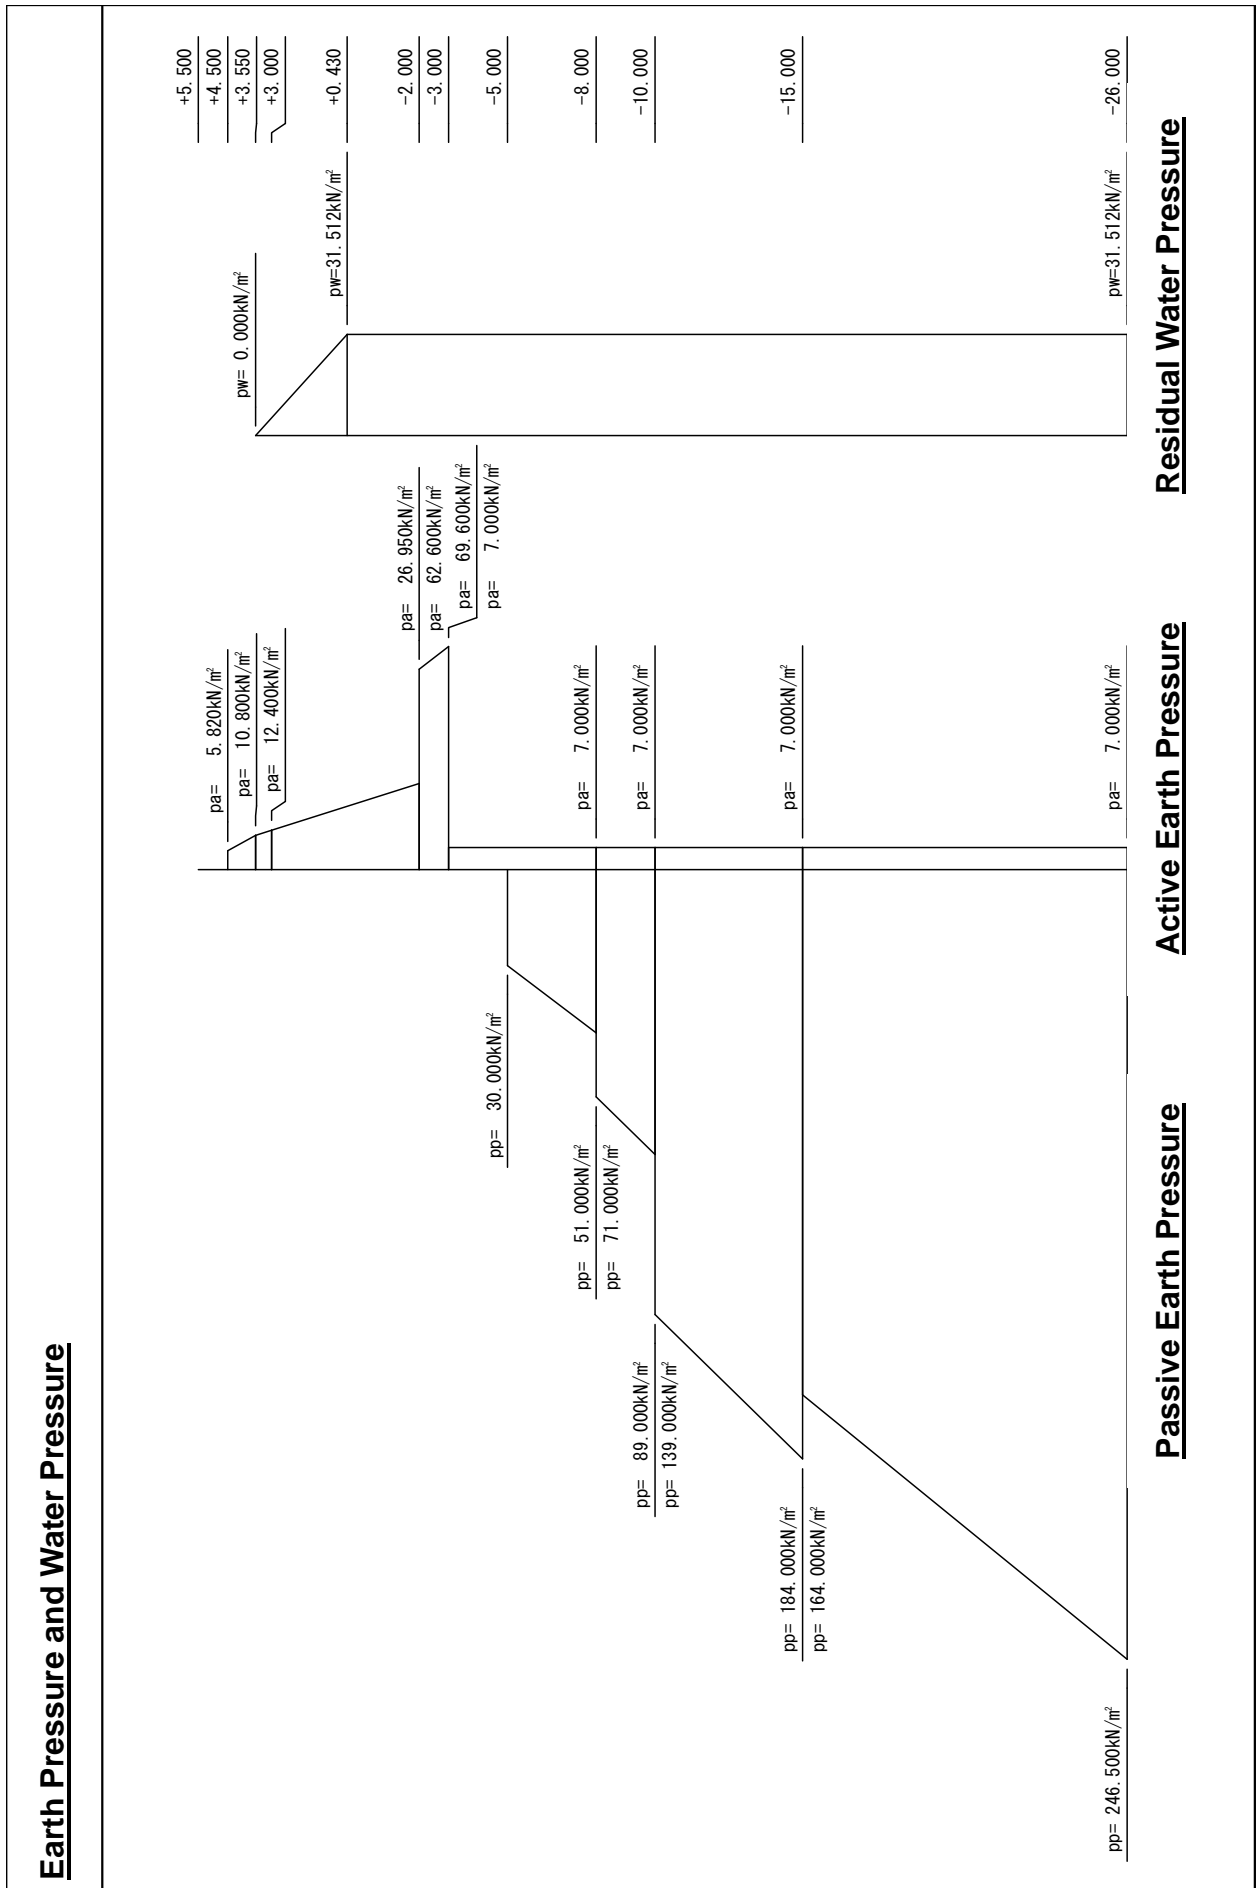 Earth Pressure and Water Pressure
+5.500
+4.500
+3.550
+3.000
+0.430
-2.000
-3.000
-5.000
-8.000
-10.000
-15.000
-26.000
pw= 0.000kN/㎡
pw=31.512kN/㎡
pw=31.512kN/㎡
Residual Water Pressure
pa= 5.820kN/㎡
pa= 10.800kN/㎡
pa= 12.400kN/㎡
pa= 26.950kN/㎡
pa= 62.600kN/㎡
pa= 69.600kN/㎡
pa= 7.000kN/㎡
pa= 7.000kN/㎡
pa= 7.000kN/㎡
pa= 7.000kN/㎡
pa= 7.000kN/㎡
Active Earth Pressure
pp= 30.000kN/㎡
pp= 51.000kN/㎡
pp= 71.000kN/㎡
pp= 89.000kN/㎡
pp= 139.000kN/㎡
pp= 184.000kN/㎡
pp= 164.000kN/㎡
pp= 246.500kN/㎡
Passive Earth Pressure